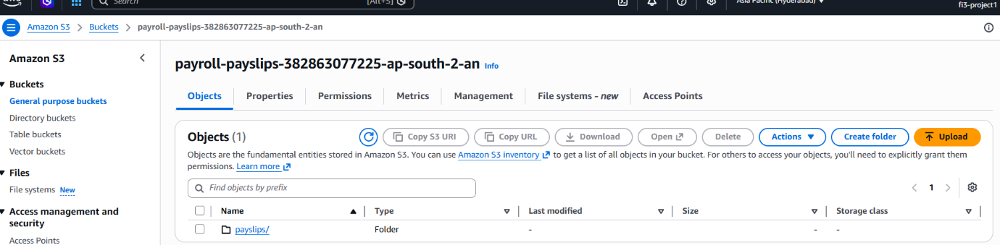 aws
Search
[Alt+S]
Asia Pacific (Hyderabad)
fi3-project1
Amazon S3
Buckets
payroll-payslips-382863077225-ap-south-2-an
Amazon S3
Buckets
General purpose buckets
Directory buckets
Table buckets
Vector buckets
Files
File systems New
Access management and
security
Access Points
payroll-payslips-382863077225-ap-south-2-an Info
Objects Properties Permissions Metrics Management File systems - new Access Points
Objects (1)
Copy S3 URI Copy URL Download Open Delete Actions Create folder Upload
Objects are the fundamental entities stored in Amazon S3. You can use Amazon S3 inventory to get a list of all objects in your bucket. For others to access your objects, you'll need to explicitly grant them
permissions. Learn more
Find objects by prefix
1
Name Type Last modified Size Storage class
payslips/ Folder - - -